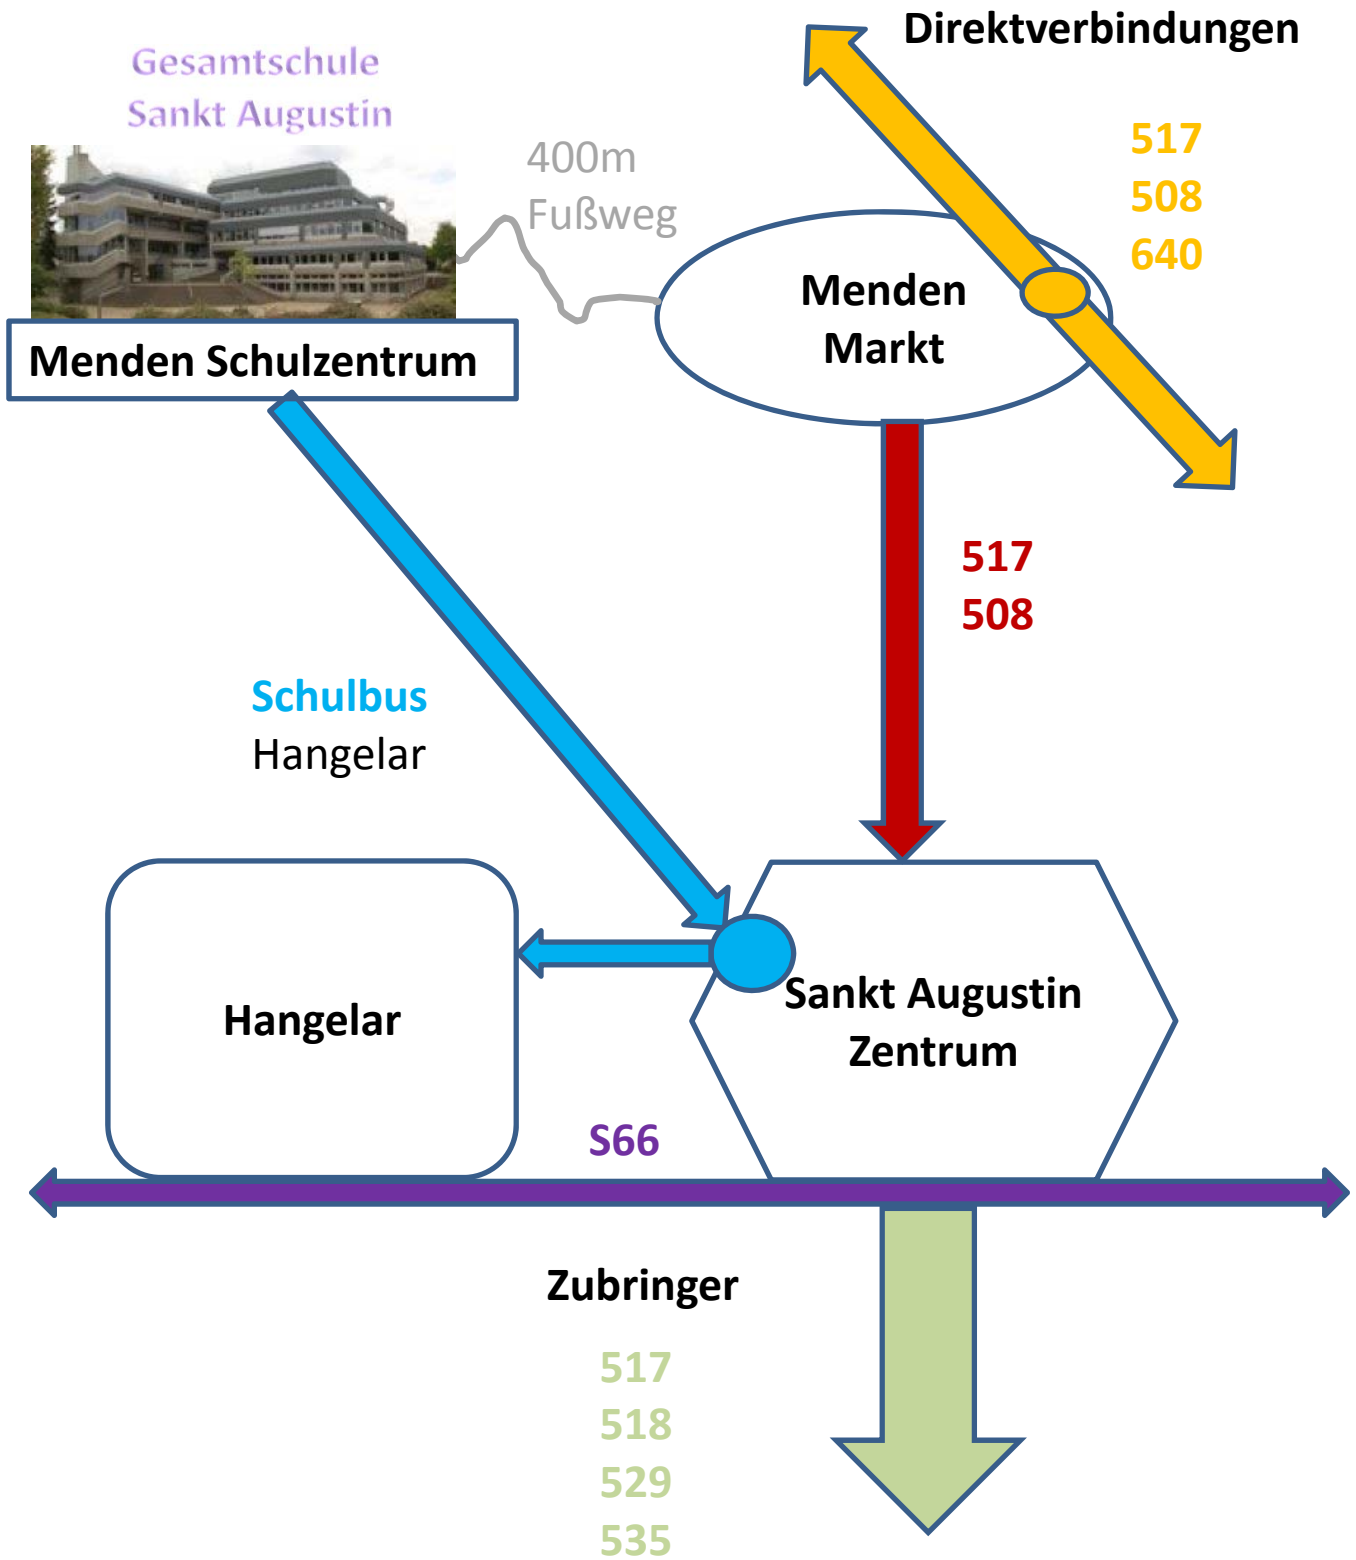 Direktverbindungen
Gesamtschule
Sankt Augustin
517
508
640
400m
Fußweg
Menden
Markt
Menden Schulzentrum
517
508
Schulbus
Hangelar
Hangelar
Sankt Augustin
Zentrum
S66
Zubringer
517
518
529
535